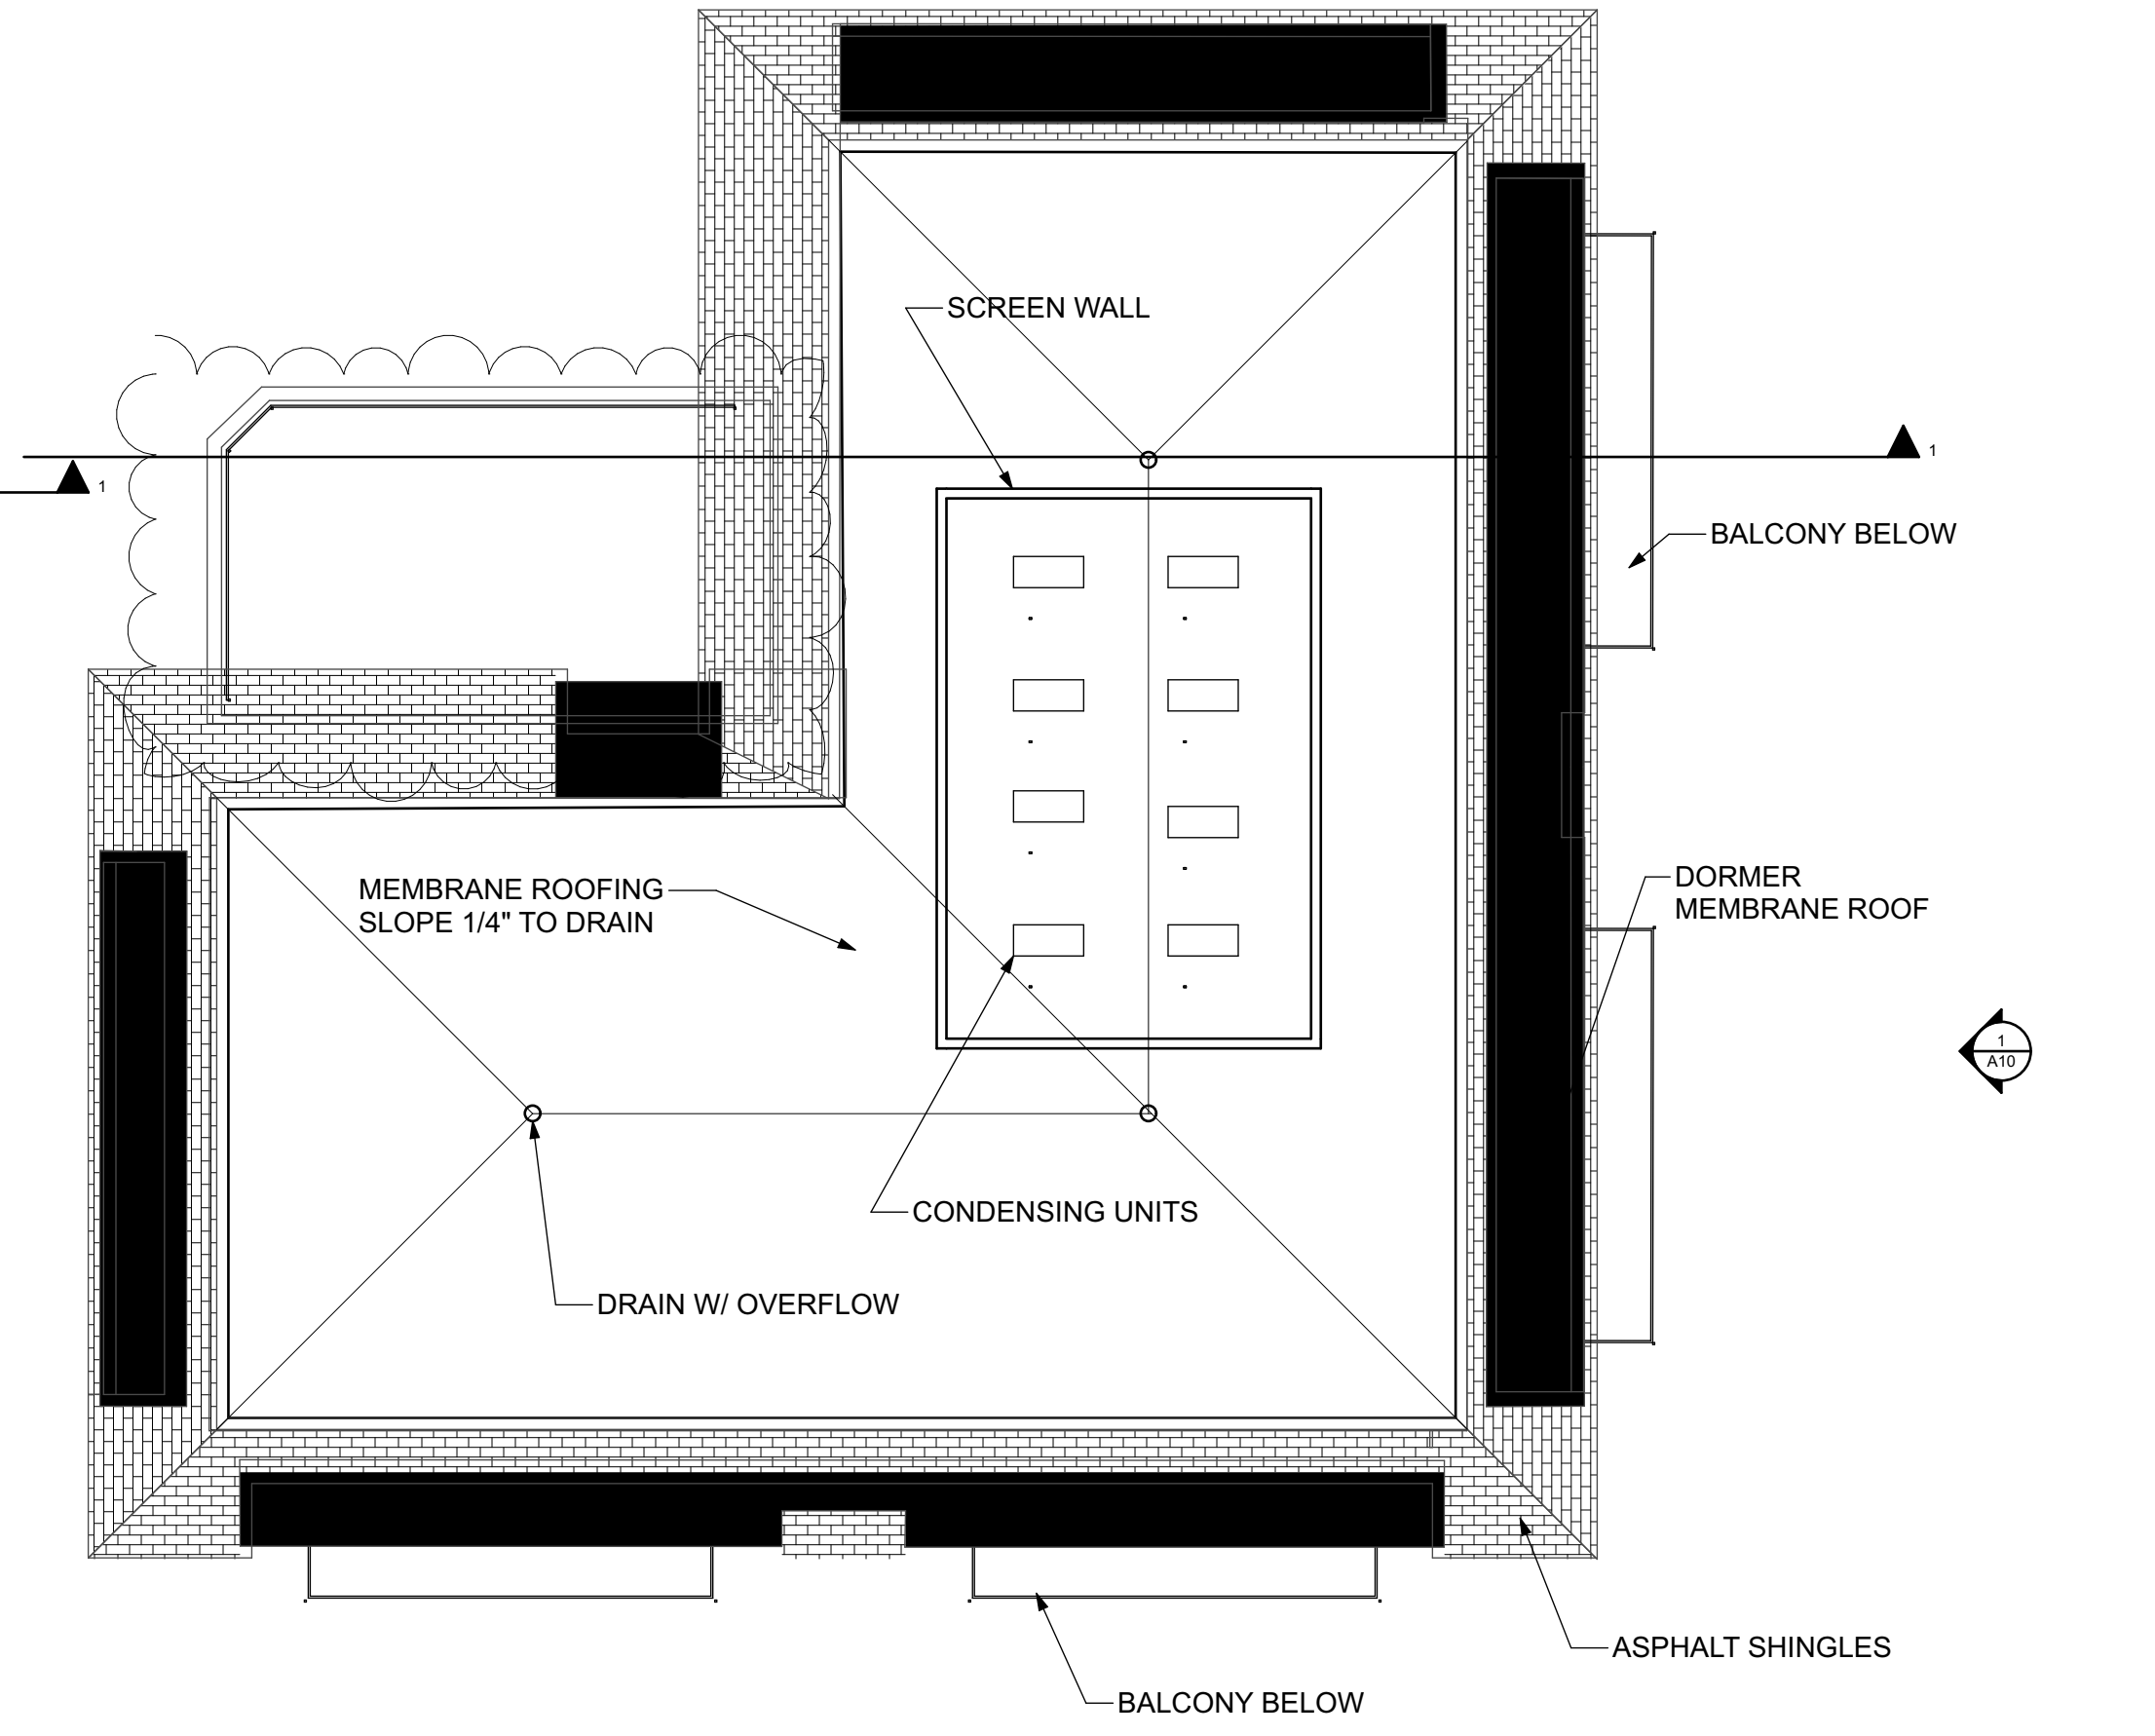 SCREEN WALL
1
1
BALCONY BELOW
MEMBRANE ROOFING
SLOPE 1/4" TO DRAIN
DORMER
MEMBRANE ROOF
1
A10
CONDENSING UNITS
DRAIN W/ OVERFLOW
ASPHALT SHINGLES
BALCONY BELOW